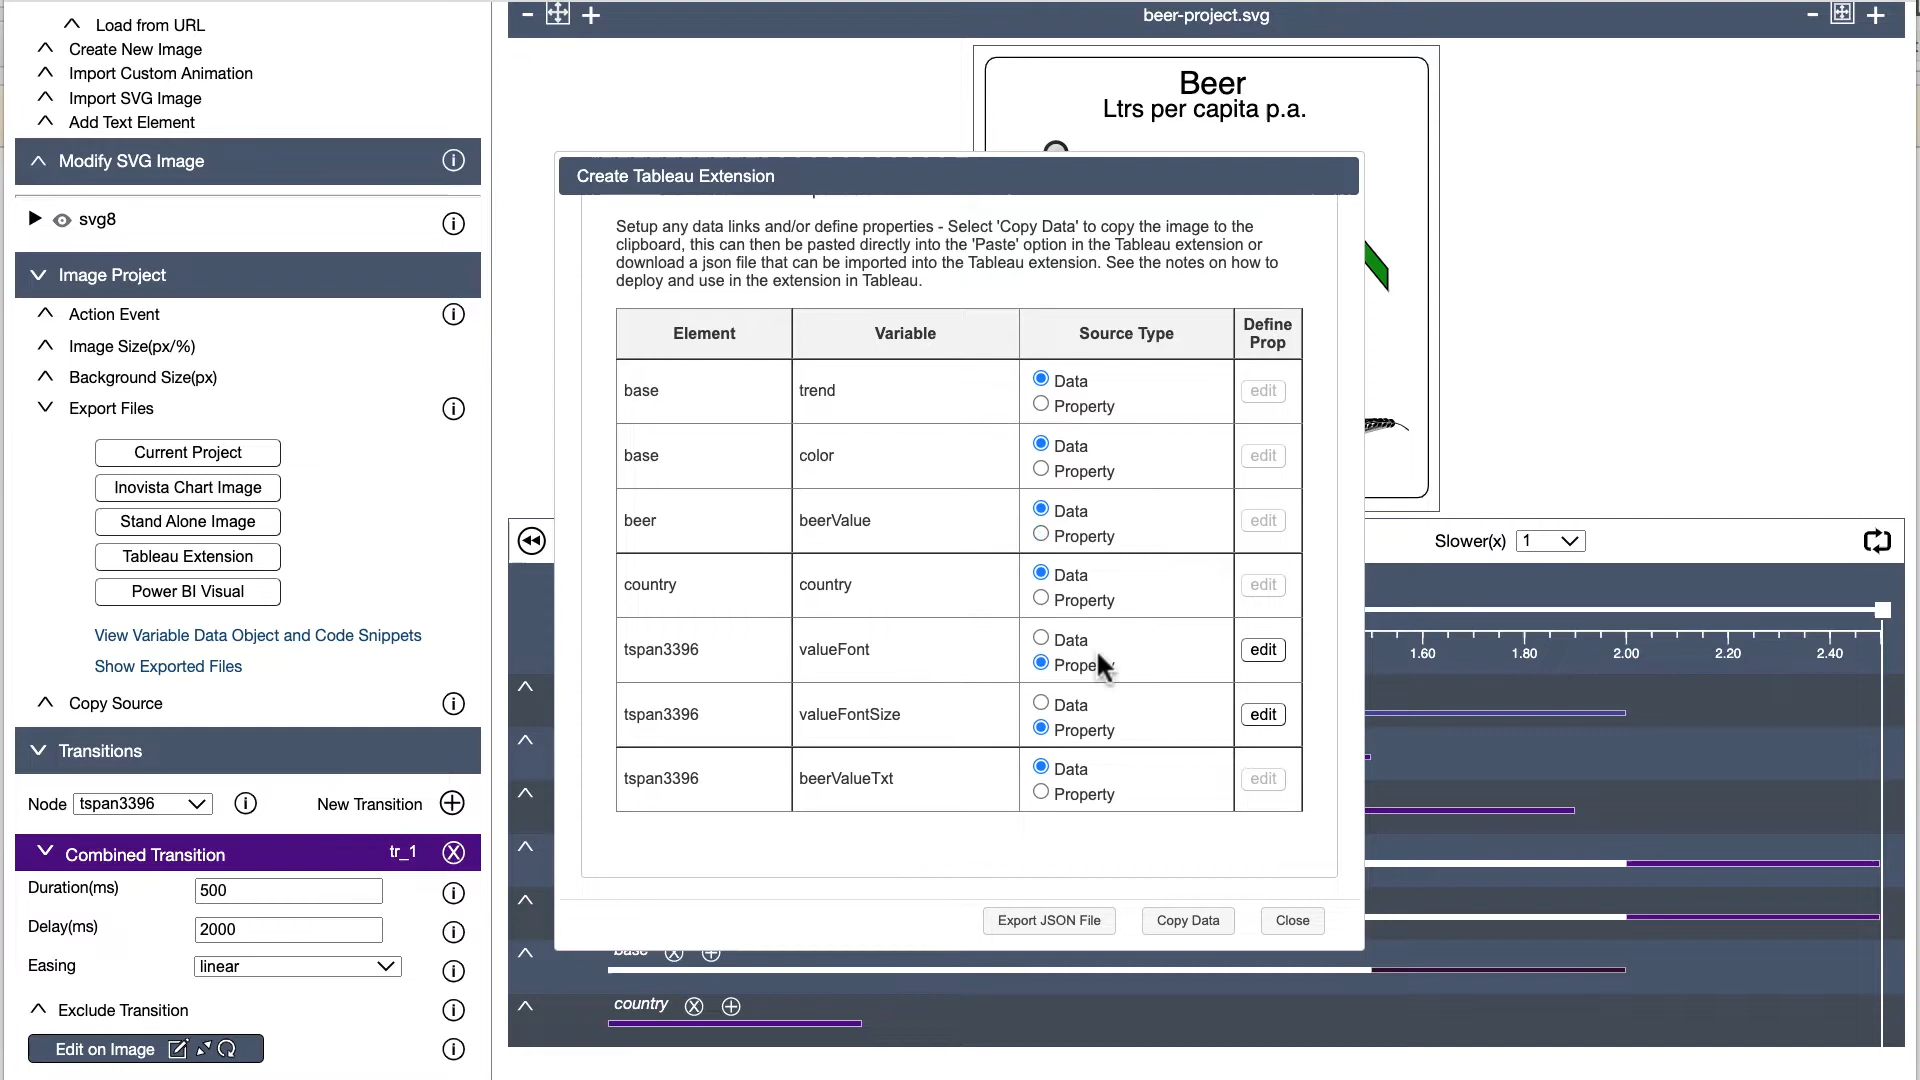 Load from URL
Create New Image
Import Custom Animation
Import SVG Image
Add Text Element
Modify SVG Image
svg8
Image Project
Action Event
Image Size(px/%)
Background Size(px)
Export Files
Current Project
Inovista Chart Image
Stand Alone Image
Tableau Extension
Power BI Visual
View Variable Data Object and Code Snippets
Show Exported Files
Copy Source
Transitions
Node tspan3396 New Transition
Combined Transition tr_1
Duration(ms) 500
Delay(ms) 2000
Easing linear
Exclude Transition
Edit on Image
beer-project.svg
Beer
Ltrs per capita p.a.
Create Tableau Extension
Setup any data links and/or define properties - Select 'Copy Data' to copy the image to the
clipboard, this can then be pasted directly into the 'Paste' option in the Tableau extension or
download a json file that can be imported into the Tableau extension. See the notes on how to
deploy and use in the extension in Tableau.
Element Variable Source Type Define Prop
base trend Data Property edit
base color Data Property edit
beer beerValue Data Property edit
country country Data Property edit
tspan3396 valueFont Data Property edit
tspan3396 valueFontSize Data Property edit
tspan3396 beerValueTxt Data Property edit
Export JSON File Copy Data Close
Slower(x) 1
1.60 1.80 2.00 2.20 2.40
base
country